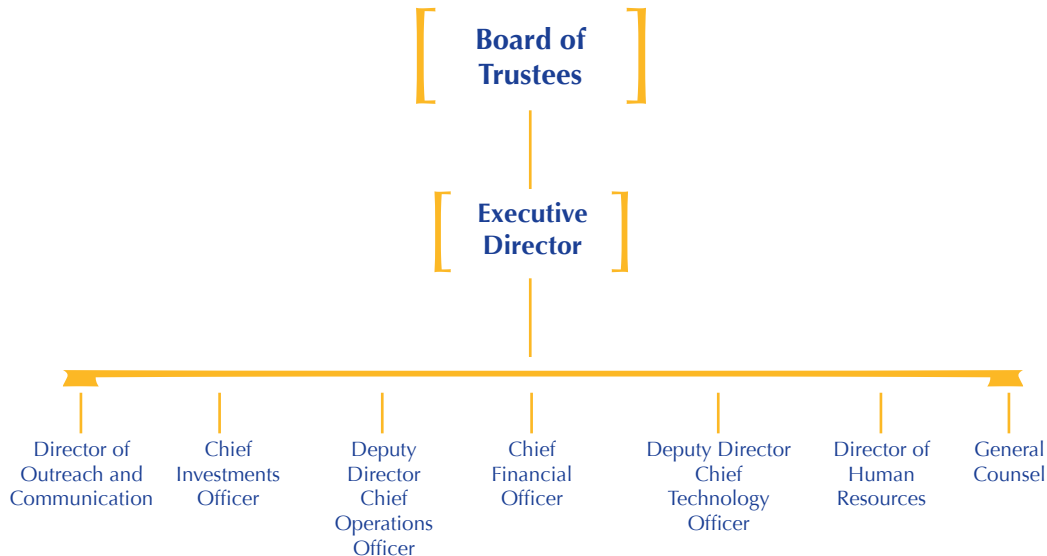 Board of
Trustees
Executive
Director
Director of
Outreach and
Communication
Chief
Investments
Officer
Deputy
Director
Chief
Operations
Officer
Chief
Financial
Officer
Deputy Director
Chief
Technology
Officer
Director of
Human
Resources
General
Counsel